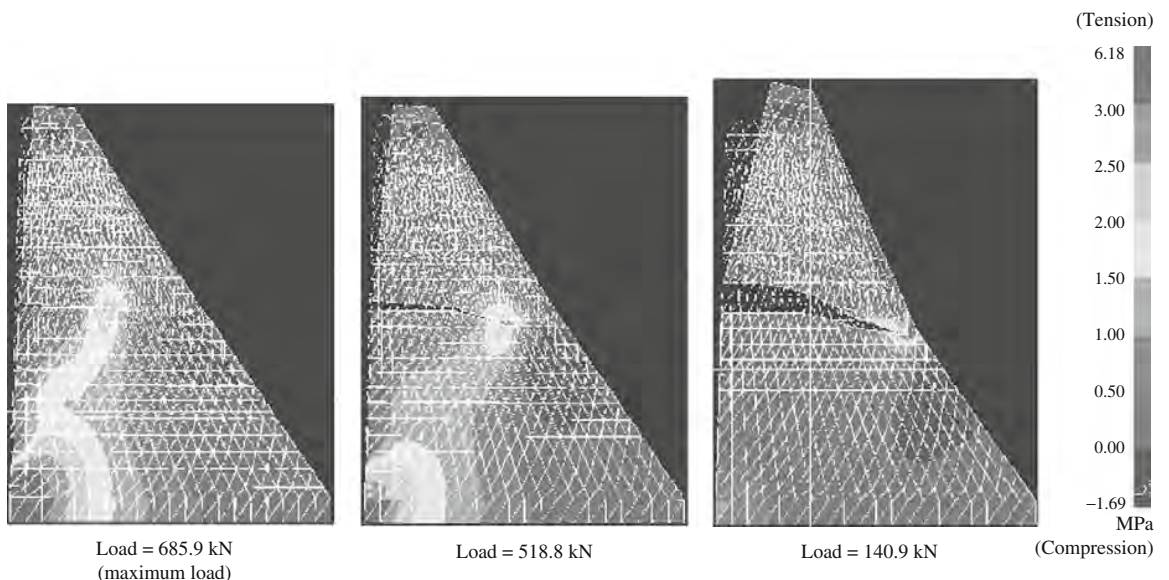 (Tension)
6.18
3.00
2.50
2.00
1.50
1.00
0.50
0.00
−1.69
MPa
(Compression)
Load = 685.9 kN
(maximum load)
Load = 518.8 kN
Load = 140.9 kN